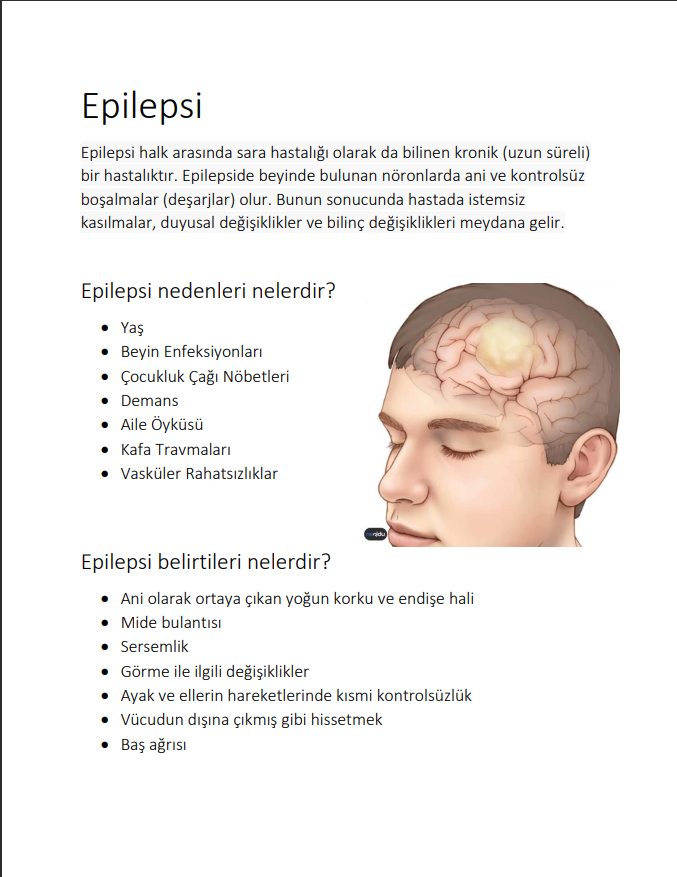 Epilepsi
Epilepsi halk arasında sara hastalığı olarak da bilinen kronik (uzun süreli)
bir hastalıktır. Epilepside beyinde bulunan nöronlarda ani ve kontrolsüz
boşalmalar (deşarjlar) olur. Bunun sonucunda hastada istemsiz
kasılmalar, duyusal değişiklikler ve bilinç değişiklikleri meydana gelir.
Epilepsi nedenleri nelerdir?
• Yaş
• Beyin Enfeksiyonları
• Çocukluk Çağı Nöbetleri
• Demans
• Aile Öyküsü
• Kafa Travmaları
• Vasküler Rahatsızlıklar
Epilepsi belirtileri nelerdir?
• Ani olarak ortaya çıkan yoğun korku ve endişe hali
• Mide bulantısı
• Sersemlik
• Görme ile ilgili değişiklikler
• Ayak ve ellerin hareketlerinde kısmi kontrolsüzlük
• Vücudun dışına çıkmış gibi hissetmek
• Baş ağrısı